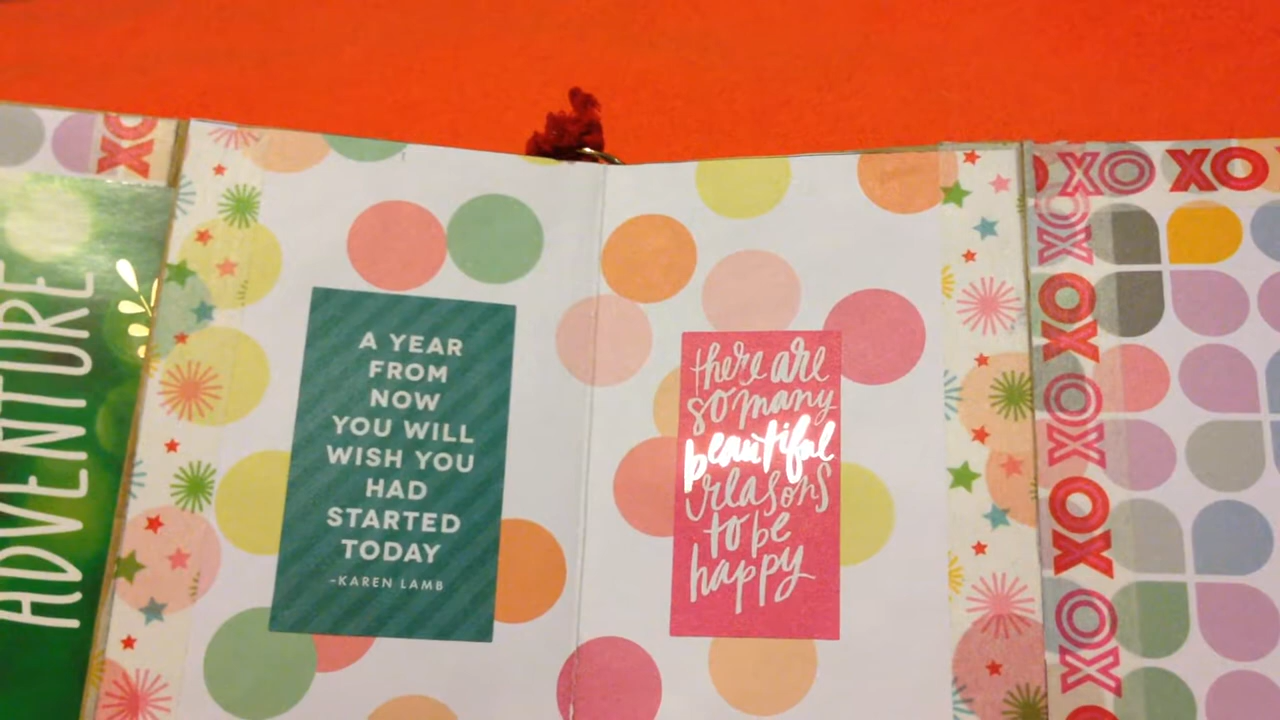 XO
ADVENTURE
A YEAR
FROM
NOW
YOU WILL
WISH YOU
HAD
STARTED
TODAY
-KAREN LAMB
there are
so many
beautiful
reasons
to be
happy
XO XO
XO
XO
XO
XO
XO